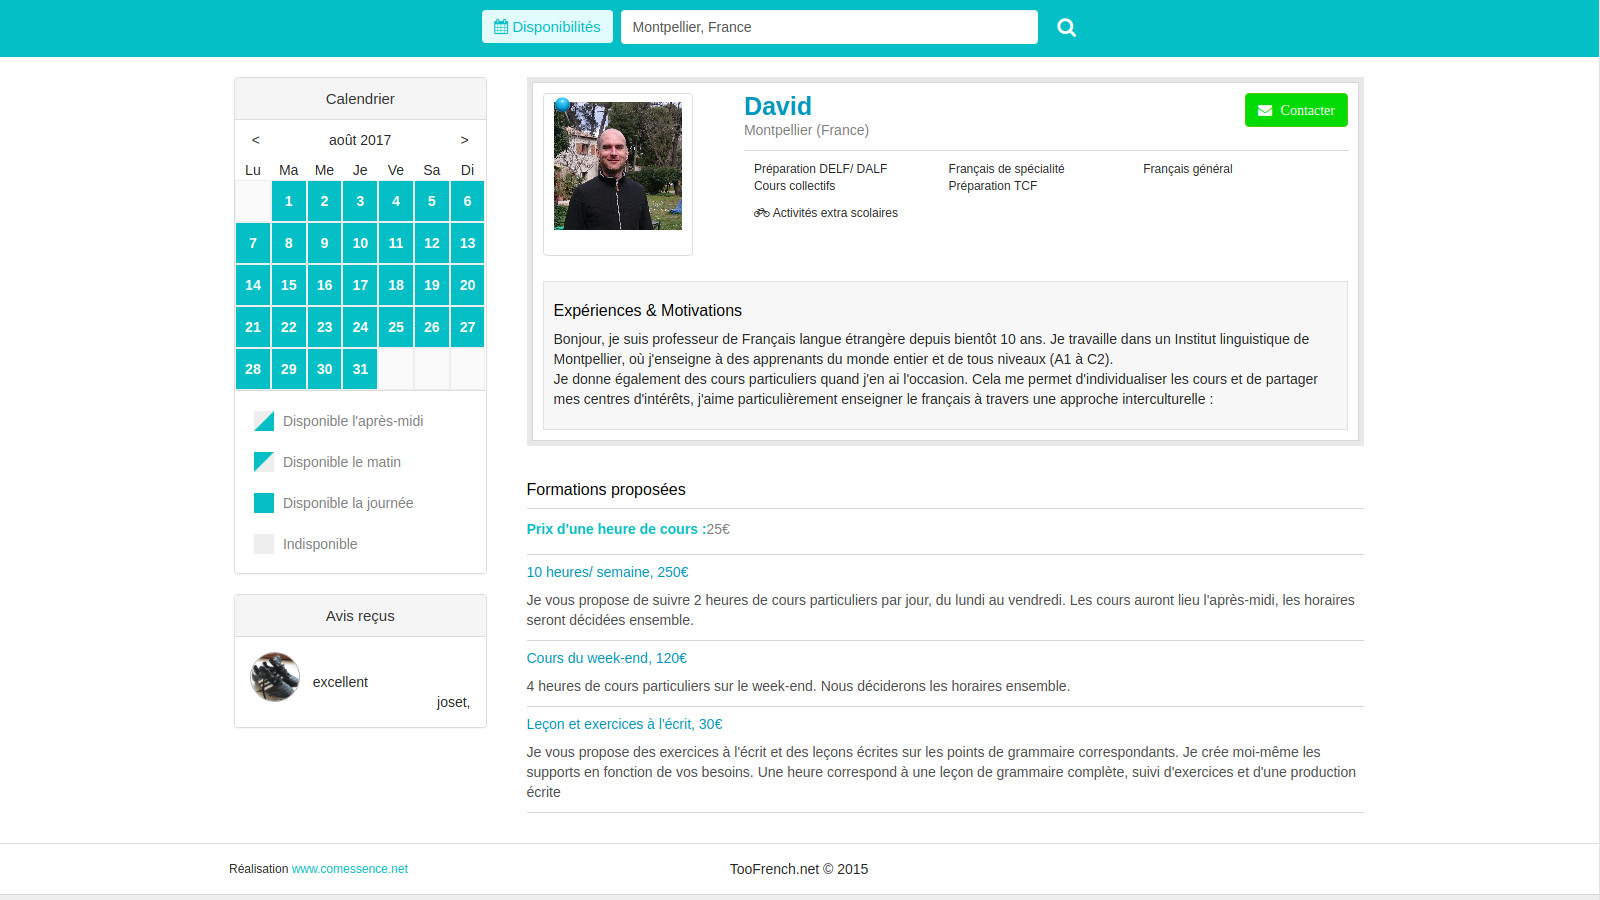 Disponibilités
Montpellier, France
Calendrier
< août 2017 >
Lu Ma Me Je Ve Sa Di
1 2 3 4 5 6
7 8 9 10 11 12 13
14 15 16 17 18 19 20
21 22 23 24 25 26 27
28 29 30 31
Disponible l'après-midi
Disponible le matin
Disponible la journée
Indisponible
Avis reçus
excellent
joset,
David
Montpellier (France)
Contacter
Préparation DELF/ DALF
Français de spécialité
Français général
Cours collectifs
Préparation TCF
Activités extra scolaires
Expériences & Motivations
Bonjour, je suis professeur de Français langue étrangère depuis bientôt 10 ans. Je travaille dans un Institut linguistique de
Montpellier, où j'enseigne à des apprenants du monde entier et de tous niveaux (A1 à C2).
Je donne également des cours particuliers quand j'en ai l'occasion. Cela me permet d'individualiser les cours et de partager
mes centres d'intérêts, j'aime particulièrement enseigner le français à travers une approche interculturelle :
Formations proposées
Prix d'une heure de cours :25€
10 heures/ semaine, 250€
Je vous propose de suivre 2 heures de cours particuliers par jour, du lundi au vendredi. Les cours auront lieu l'après-midi, les horaires
seront décidées ensemble.
Cours du week-end, 120€
4 heures de cours particuliers sur le week-end. Nous déciderons les horaires ensemble.
Leçon et exercices à l'écrit, 30€
Je vous propose des exercices à l'écrit et des leçons écrites sur les points de grammaire correspondants. Je crée moi-même les
supports en fonction de vos besoins. Une heure correspond à une leçon de grammaire complète, suivi d'exercices et d'une production
écrite
Réalisation www.comessence.net
TooFrench.net © 2015